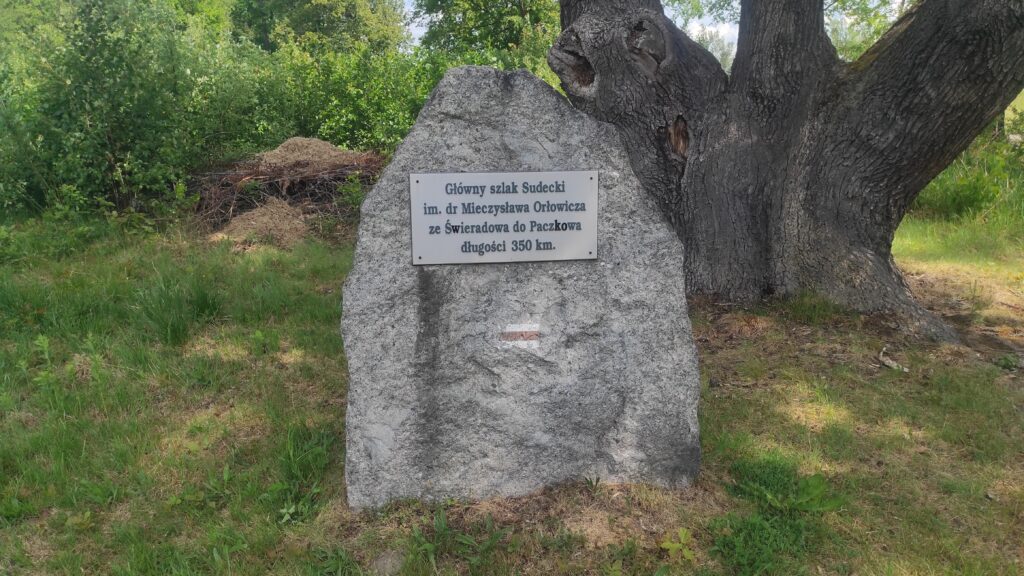 Główny szlak Sudecki
im. dr Mieczysława Orłowicza
ze Świeradowa do Paczkowa
długości 350 km.